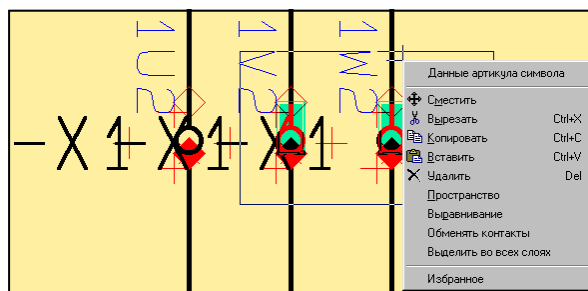 1U2
1V2
1W2
-X1-X1-X1
Данные артикула символа
Сместить
Вырезать Ctrl+X
Копировать Ctrl+C
Вставить Ctrl+V
Удалить Del
Пространство
Выравнивание
Обменять контакты
Выделить во всех слоях
Избранное